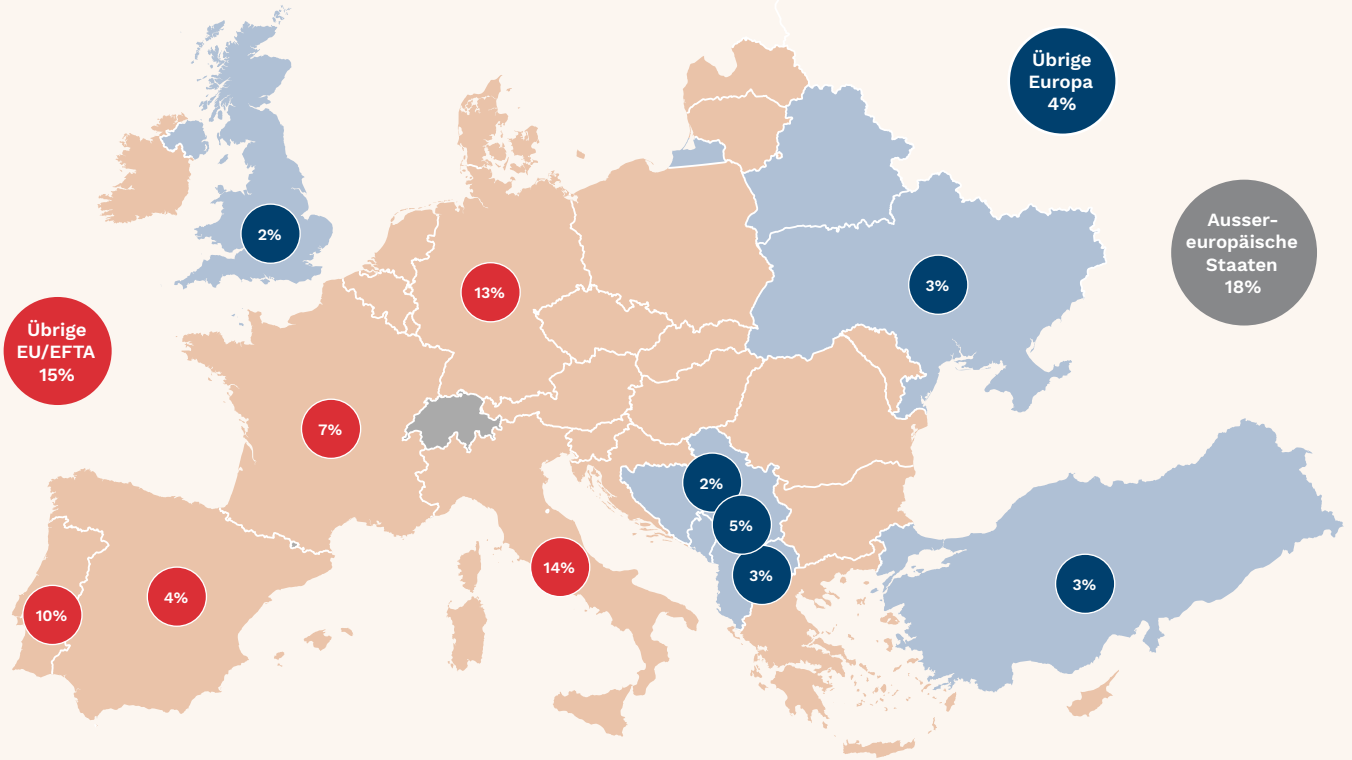 Übrige
Europa
4%
Ausser-
europäische
Staaten
18%
2%
13%
3%
Übrige
EU/EFTA
15%
7%
2%
5%
14%
3%
3%
10%
4%